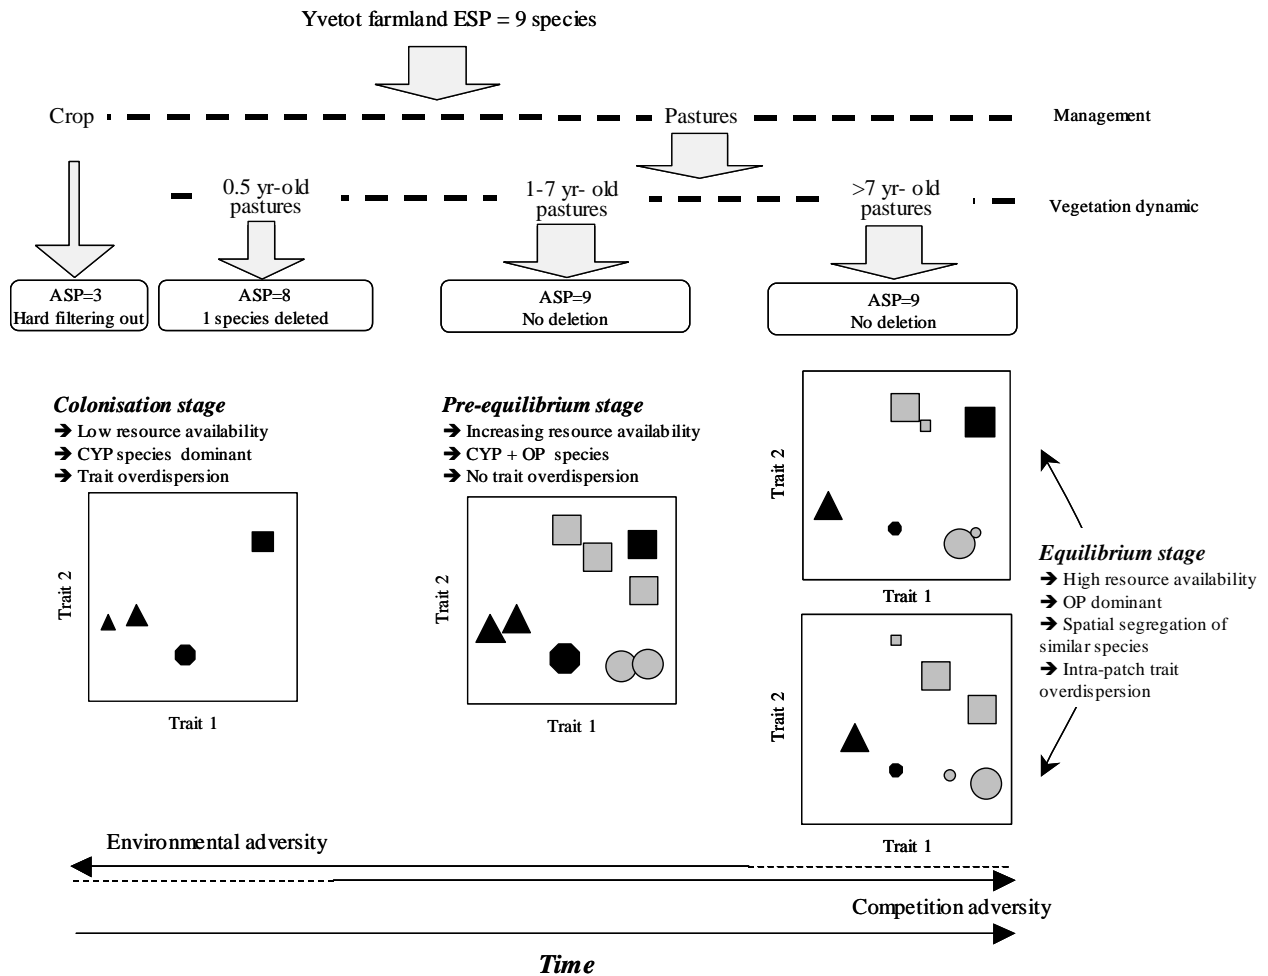 Yvetot farmland ESP = 9 species
Crop
Pastures
Management
0.5 yr-old
pastures
1-7 yr- old
pastures
>7 yr- old
pastures
Vegetation dynamic
ASP=3
Hard filtering out
ASP=8
1 species deleted
ASP=9
No deletion
ASP=9
No deletion
Colonisation stage
➔ Low resource availability
➔ CYP species dominant
➔ Trait overdispersion
Trait 2
Trait 1
Pre-equilibrium stage
➔ Increasing resource availability
➔ CYP + OP species
➔ No trait overdispersion
Trait 2
Trait 1
Trait 2
Trait 1
Trait 2
Trait 1
Equilibrium stage
➔ High resource availability
➔ OP dominant
➔ Spatial segregation of
similar species
➔ Intra-patch trait
overdispersion
Environmental adversity
Competition adversity
Time